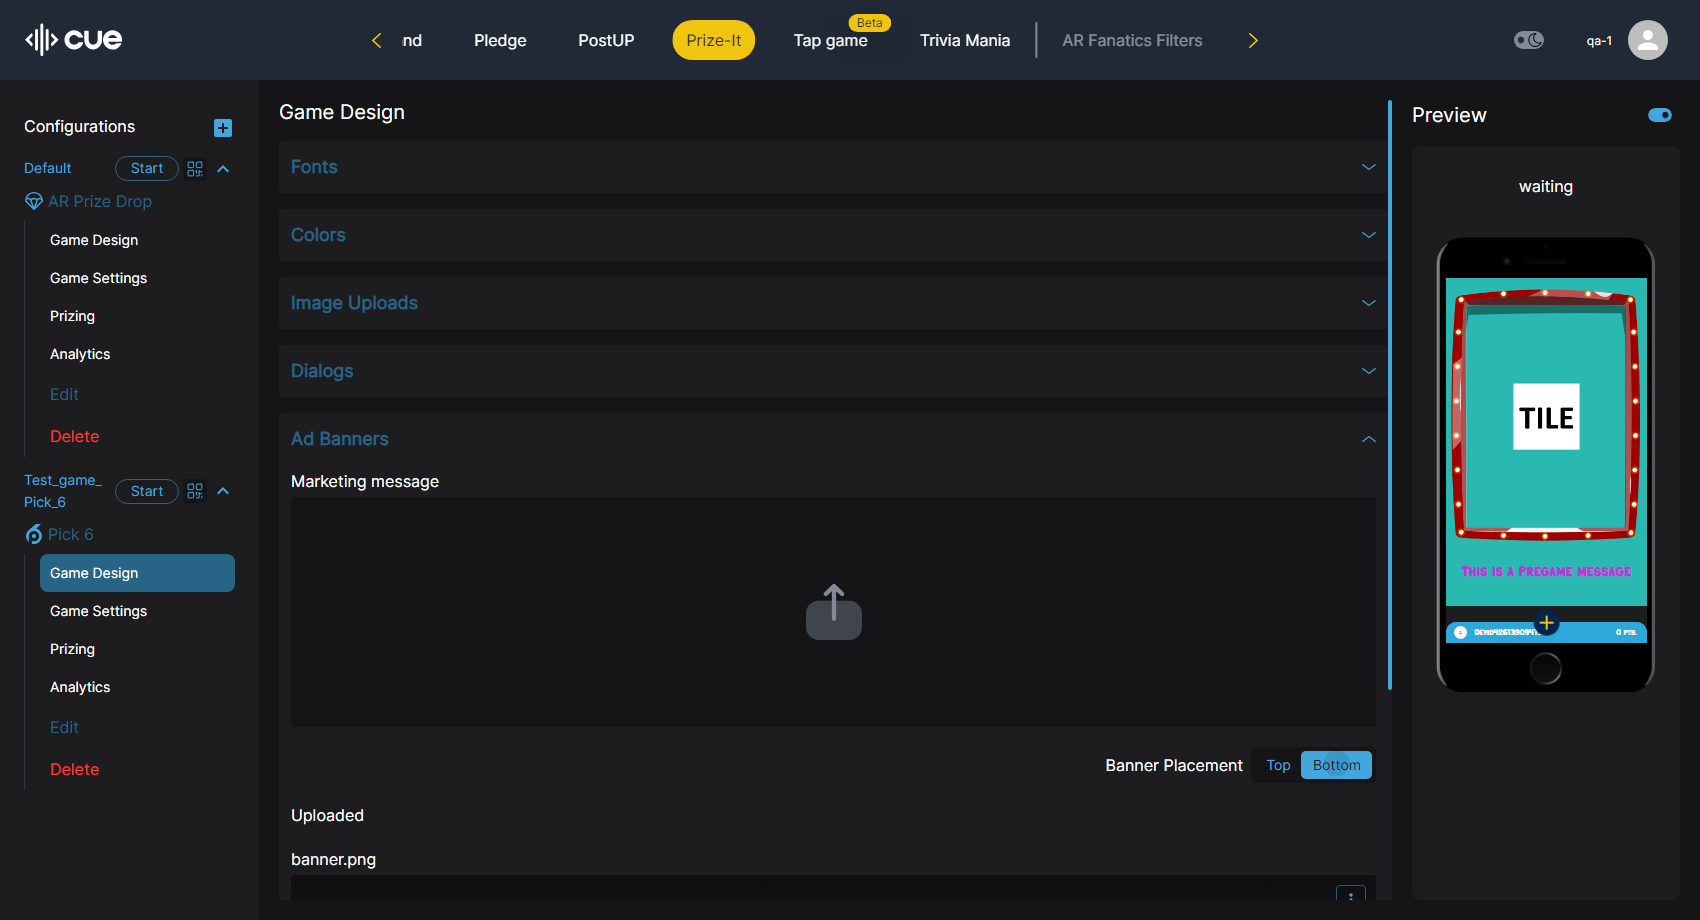 cue
nd
Pledge
PostUP
Prize-It
Beta
Tap game
Trivia Mania
AR Fanatics Filters
qa-1
Configurations
Default
Start
AR Prize Drop
Game Design
Game Settings
Prizing
Analytics
Edit
Delete
Test_game_
Pick_6
Start
Pick 6
Game Design
Game Settings
Prizing
Analytics
Edit
Delete
Game Design
Fonts
Colors
Image Uploads
Dialogs
Ad Banners
Marketing message
Banner Placement
Top
Bottom
Uploaded
banner.png
Preview
waiting
TILE
This is a Pregame message
0 pts.